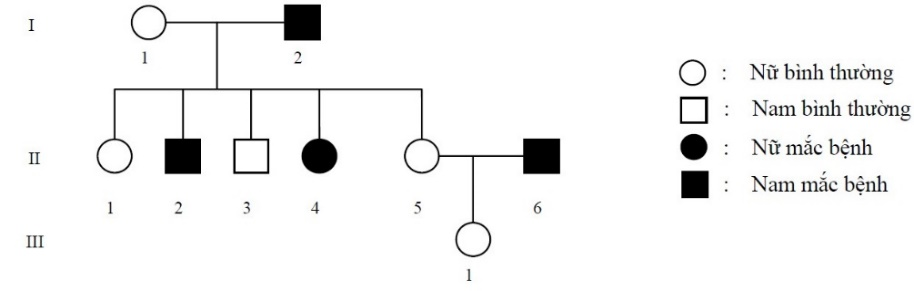 I
1 2
II
1 2 3 4 5 6
III
1
: Nữ bình thường
: Nam bình thường
: Nữ mắc bệnh
: Nam mắc bệnh